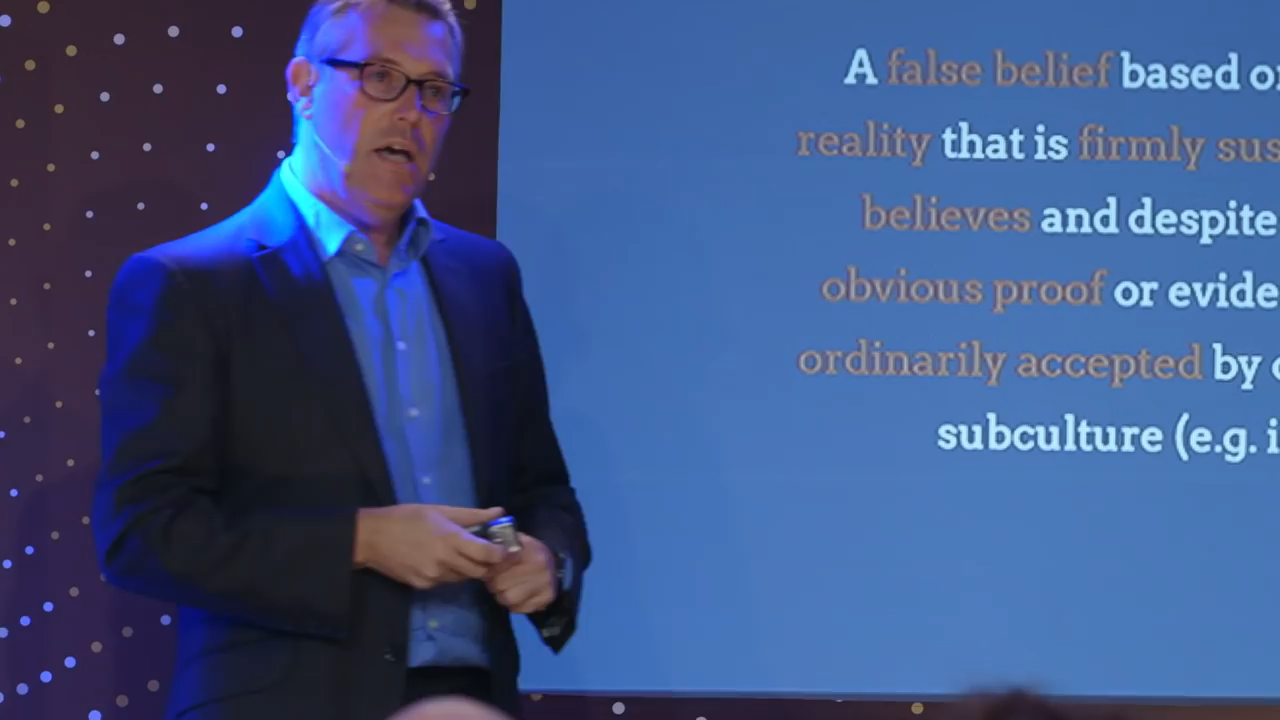 A false belief based
reality that is firmly
believes and despite
obvious proof or
ordinarily accepted by
subculture (e.g.